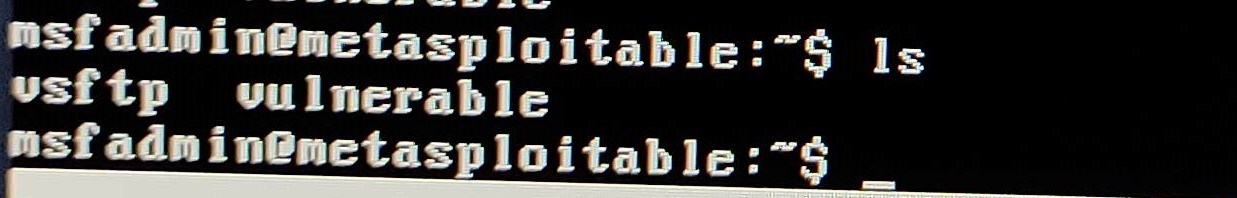 msfadmin@metasploitable:~$ ls
vsftp vulnerable
msfadmin@metasploitable:~$ _